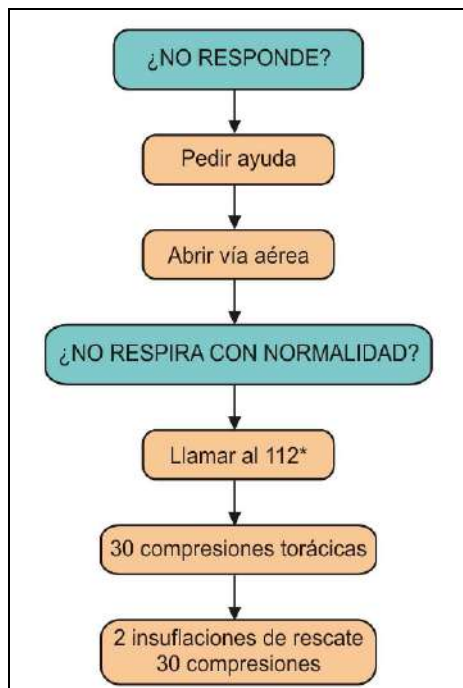 ¿NO RESPONDE?
Pedir ayuda
Abrir vía aérea
¿NO RESPIRA CON NORMALIDAD?
Llamar al 112*
30 compresiones torácicas
2 insuflaciones de rescate
30 compresiones